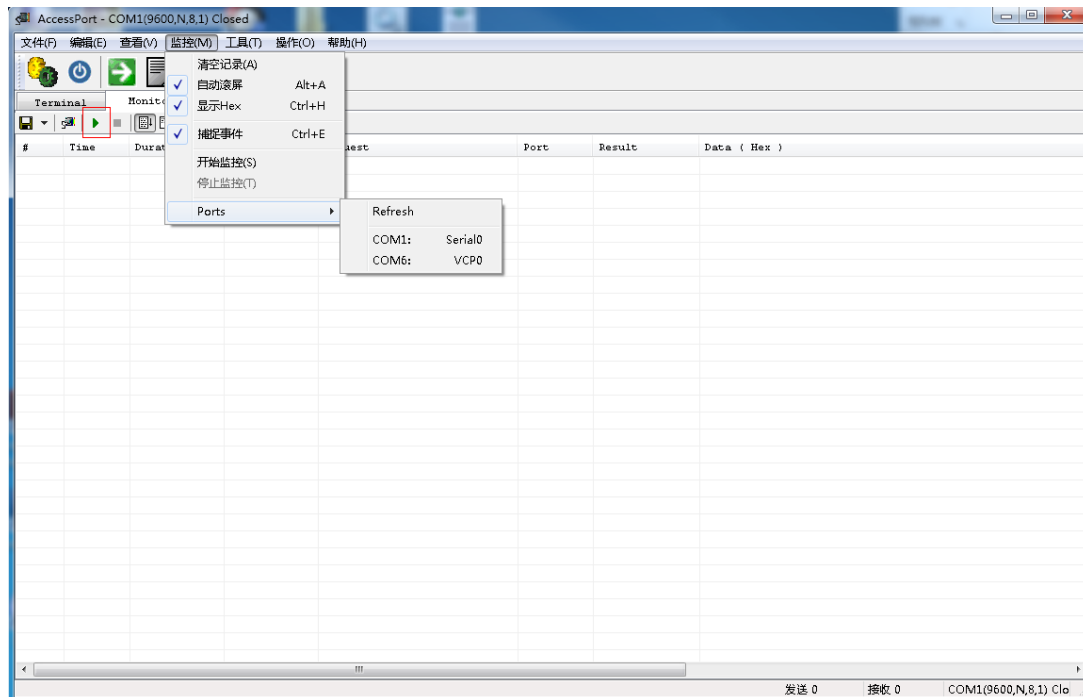 AccessPort - COM1(9600,N,8,1) Closed
文件(F) 编辑(E) 查看(V) 监控(M) 工具(T) 操作(O) 帮助(H)
清空记录(A)
自动滚屏 Alt+A
显示Hex Ctrl+H
捕捉事件 Ctrl+E
开始监控(S)
停止监控(T)
Ports
Refresh
COM1: Serial0
COM6: VCP0
Terminal
# Time Port Result Data ( Hex )
发送 0 接收 0 COM1(9600,N,8,1) Clo